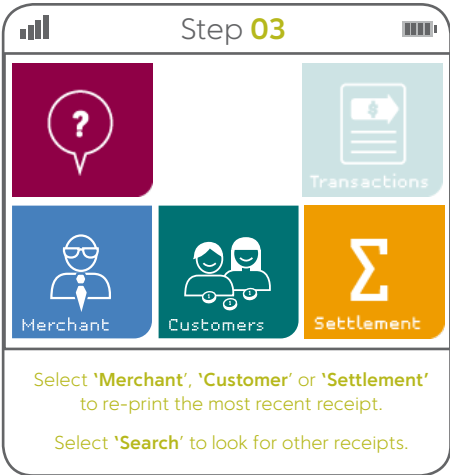 Step 03
?
$
Transactions
Merchant
Customers
Σ
Settlement
Select ‘Merchant’, ‘Customer’ or ‘Settlement’
to re-print the most recent receipt.
Select ‘Search’ to look for other receipts.